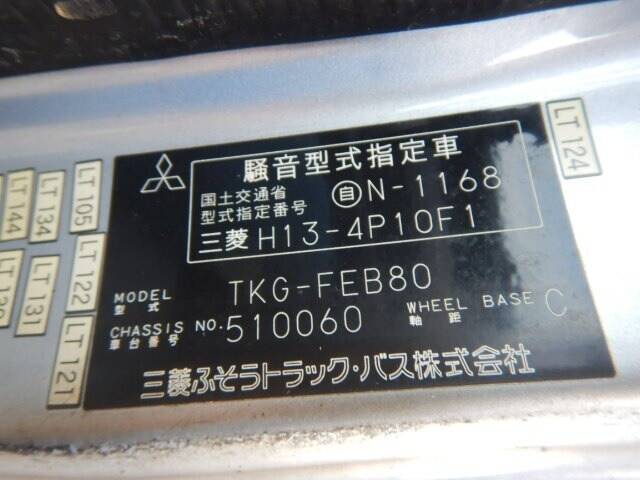 騒音型式指定車
国土交通省
型式指定番号
自N-1168
三菱 H13-4P10F1
MODEL TKG-FEB80
型式
CHASSIS NO. 510060 WHEEL BASE C
車台番号 軸距
三菱ふそうトラック・バス株式会社
LT 124
LT 105
LT 134
LT 144
LT 122
LT 131
LT 121